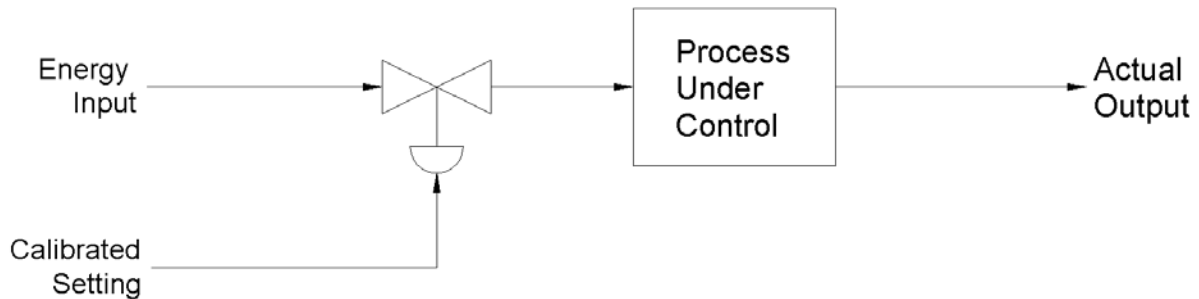 Energy
Input
Process
Under
Control
Actual
Output
Calibrated
Setting